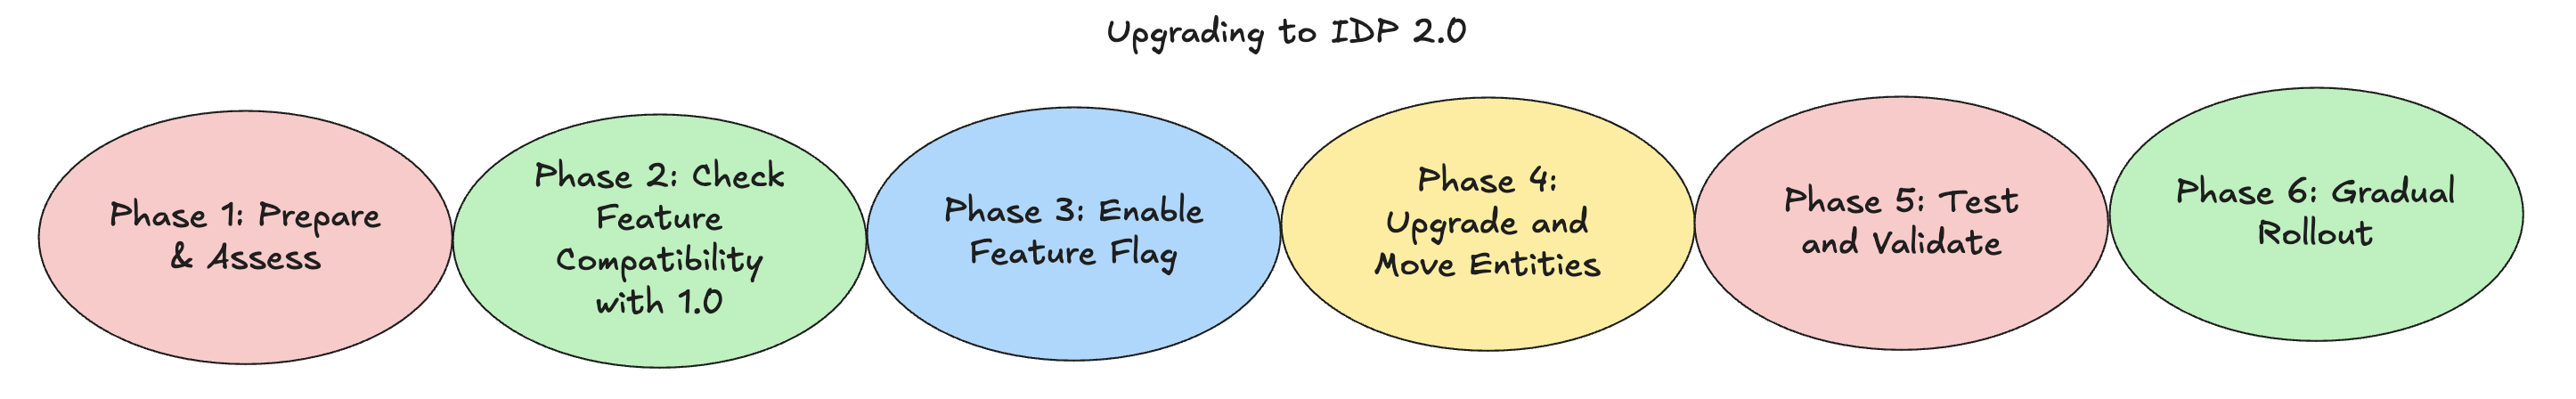 Upgrading to IDP 2.0
Phase 1: Prepare
& Assess
Phase 2: Check
Feature
Compatibility
with 1.0
Phase 3: Enable
Feature Flag
Phase 4:
Upgrade and
Move Entities
Phase 5: Test
and Validate
Phase 6: Gradual
Rollout